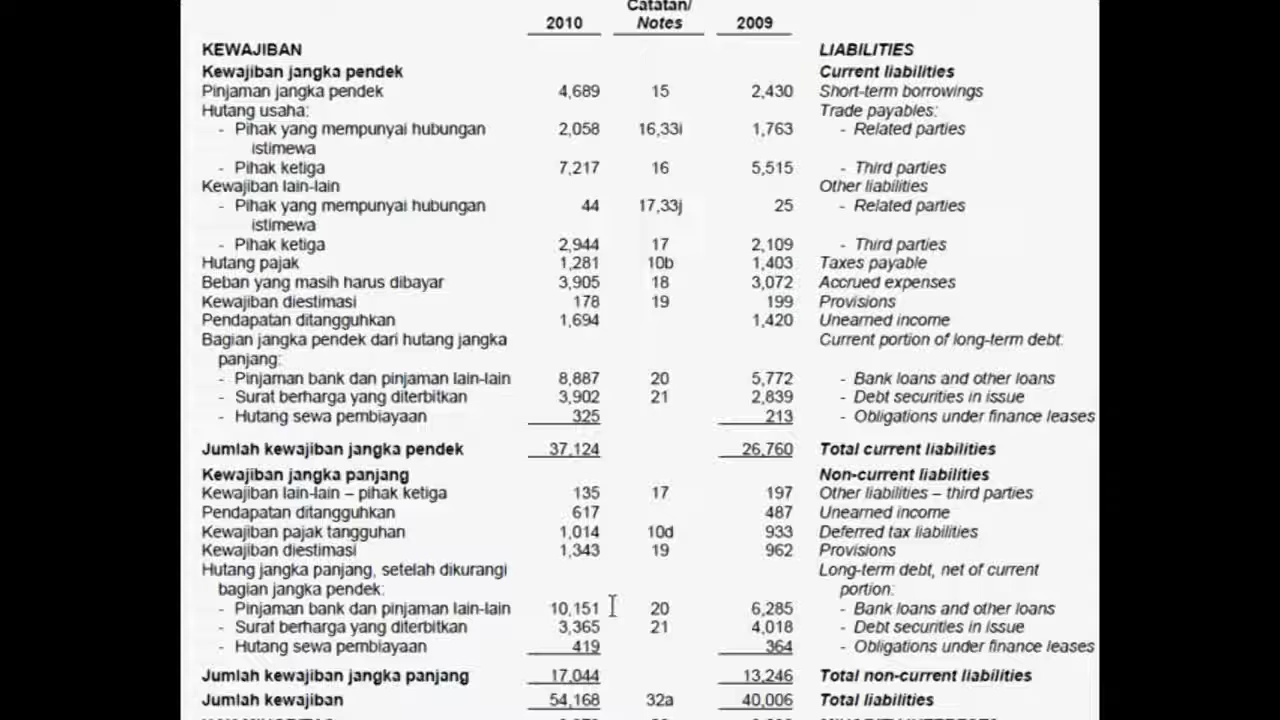 Catatan/
2010 Notes 2009
KEWAJIBAN LIABILITIES
Kewajiban jangka pendek Current liabilities
Pinjaman jangka pendek 4,689 15 2,430 Short-term borrowings
Hutang usaha: Trade payables:
- Pihak yang mempunyai hubungan 2,058 16,33i 1,763 - Related parties
istimewa
- Pihak ketiga 7,217 16 5,515 - Third parties
Kewajiban lain-lain Other liabilities
- Pihak yang mempunyai hubungan 44 17,33j 25 - Related parties
istimewa
- Pihak ketiga 2,944 17 2,109 - Third parties
Hutang pajak 1,281 10b 1,403 Taxes payable
Beban yang masih harus dibayar 3,905 18 3,072 Accrued expenses
Kewajiban diestimasi 178 19 199 Provisions
Pendapatan ditangguhkan 1,694 1,420 Unearned income
Bagian jangka pendek dari hutang jangka Current portion of long-term debt:
panjang:
- Pinjaman bank dan pinjaman lain-lain 8,887 20 5,772 - Bank loans and other loans
- Surat berharga yang diterbitkan 3,902 21 2,839 - Debt securities in issue
- Hutang sewa pembiayaan 325 213 - Obligations under finance leases
Jumlah kewajiban jangka pendek 37,124 26,760 Total current liabilities
Kewajiban jangka panjang Non-current liabilities
Kewajiban lain-lain – pihak ketiga 135 17 197 Other liabilities – third parties
Pendapatan ditangguhkan 617 487 Unearned income
Kewajiban pajak tangguhan 1,014 10d 933 Deferred tax liabilities
Kewajiban diestimasi 1,343 19 962 Provisions
Hutang jangka panjang, setelah dikurangi Long-term debt, net of current
bagian jangka pendek: portion:
- Pinjaman bank dan pinjaman lain-lain 10,151 20 6,285 - Bank loans and other loans
- Surat berharga yang diterbitkan 3,365 21 4,018 - Debt securities in issue
- Hutang sewa pembiayaan 419 364 - Obligations under finance leases
Jumlah kewajiban jangka panjang 17,044 13,246 Total non-current liabilities
Jumlah kewajiban 54,168 32a 40,006 Total liabilities